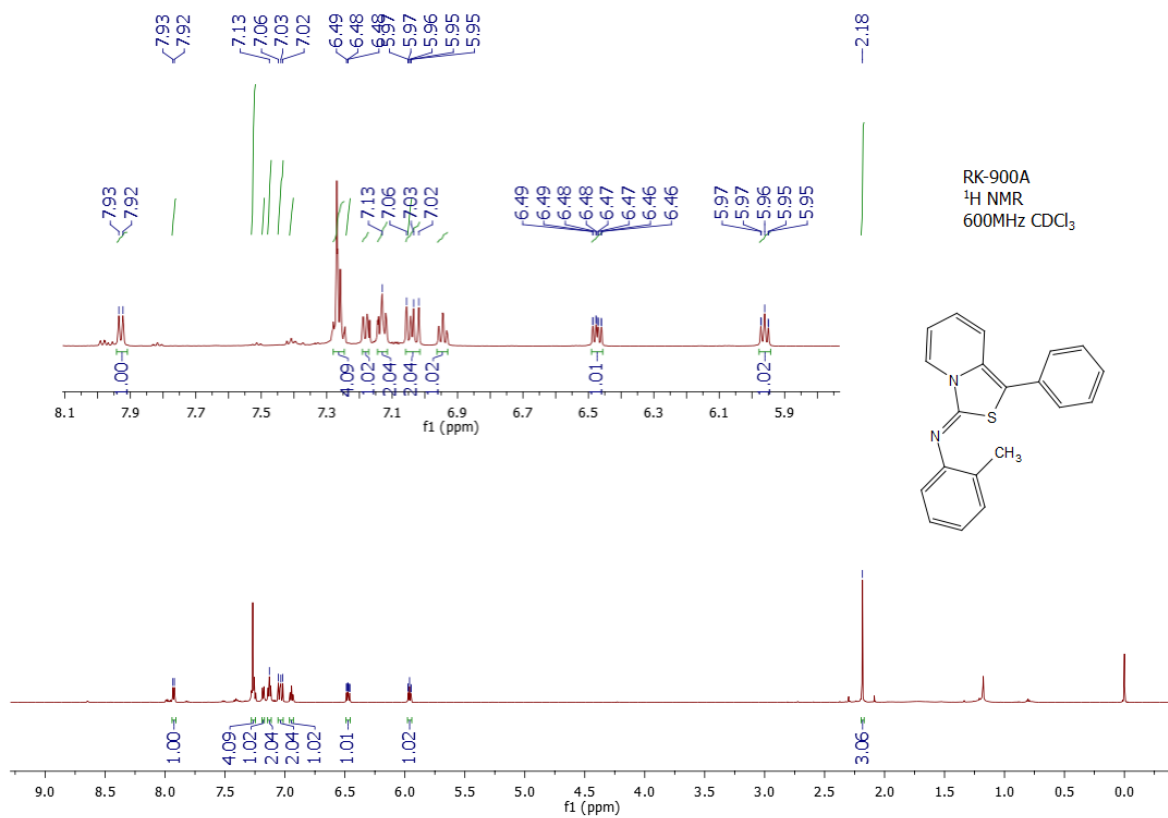 7.93 7.92 7.13 7.06 7.03 7.02 6.49 6.48 6.48 5.97 5.97 5.96 5.95 5.95 2.18
7.93 7.92 7.13 7.06 7.03 7.02 6.49 6.49 6.48 6.48 6.47 6.47 6.46 6.46 5.97 5.97 5.96 5.95 5.95
RK-900A
¹H NMR
600MHz CDCl₃
1.00 4.09 1.02 2.04 2.04 1.02 1.01 1.02
8.1 7.9 7.7 7.5 7.3 7.1 6.9 6.7 6.5 6.3 6.1 5.9
f1 (ppm)
N
S
N
CH₃
1.00 4.09 1.02 2.04 2.04 1.02 1.01 1.02 3.06
9.0 8.5 8.0 7.5 7.0 6.5 6.0 5.5 5.0 4.5 4.0 3.5 3.0 2.5 2.0 1.5 1.0 0.5 0.0
f1 (ppm)